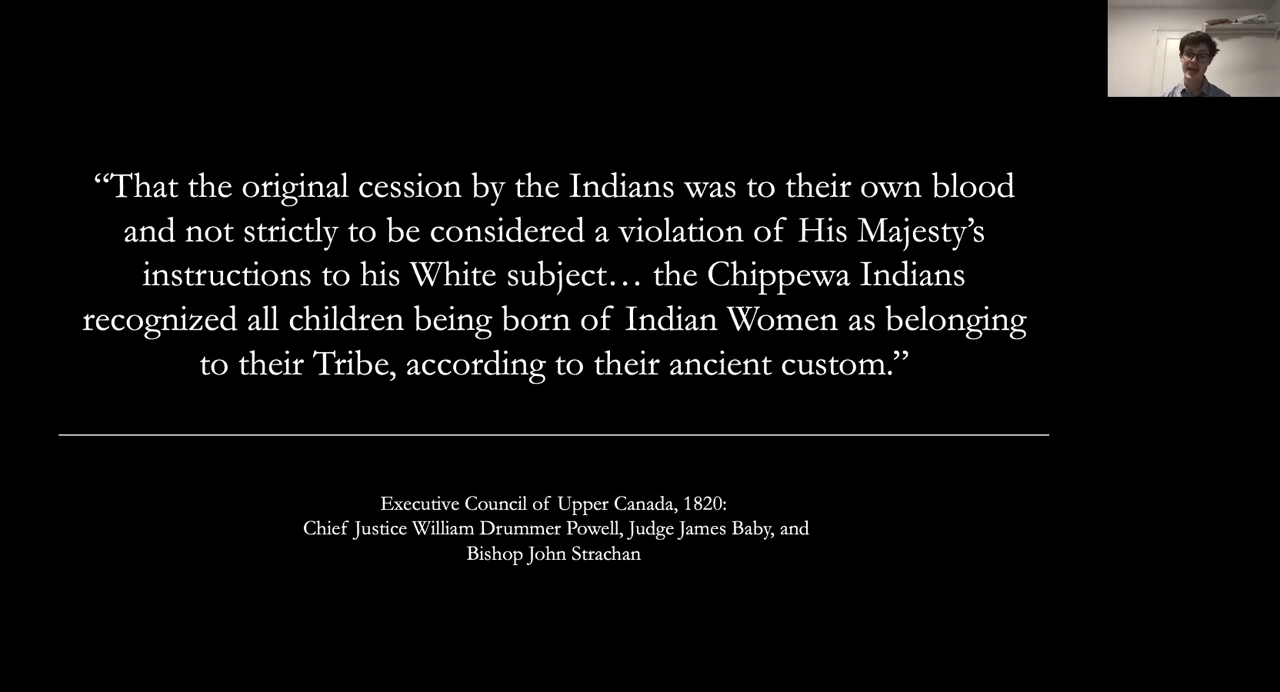 “That the original cession by the Indians was to their own blood
and not strictly to be considered a violation of His Majesty’s
instructions to his White subject… the Chippewa Indians
recognized all children being born of Indian Women as belonging
to their Tribe, according to their ancient custom.”
Executive Council of Upper Canada, 1820:
Chief Justice William Drummer Powell, Judge James Baby, and
Bishop John Strachan